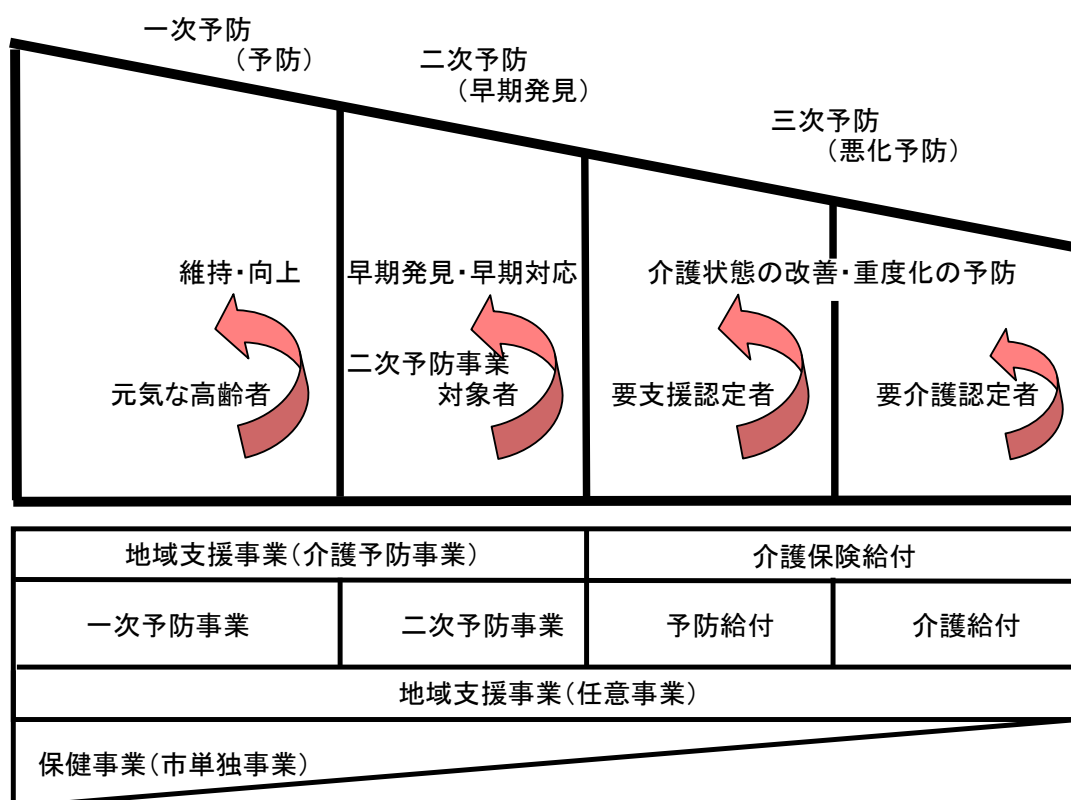 一次予防
(予防)
二次予防
(早期発見)
三次予防
(悪化予防)
維持・向上
早期発見・早期対応
介護状態の改善・重度化の予防
元気な高齢者
二次予防事業
対象者
要支援認定者
要介護認定者
地域支援事業(介護予防事業)
介護保険給付
一次予防事業
二次予防事業
予防給付
介護給付
地域支援事業(任意事業)
保健事業(市単独事業)